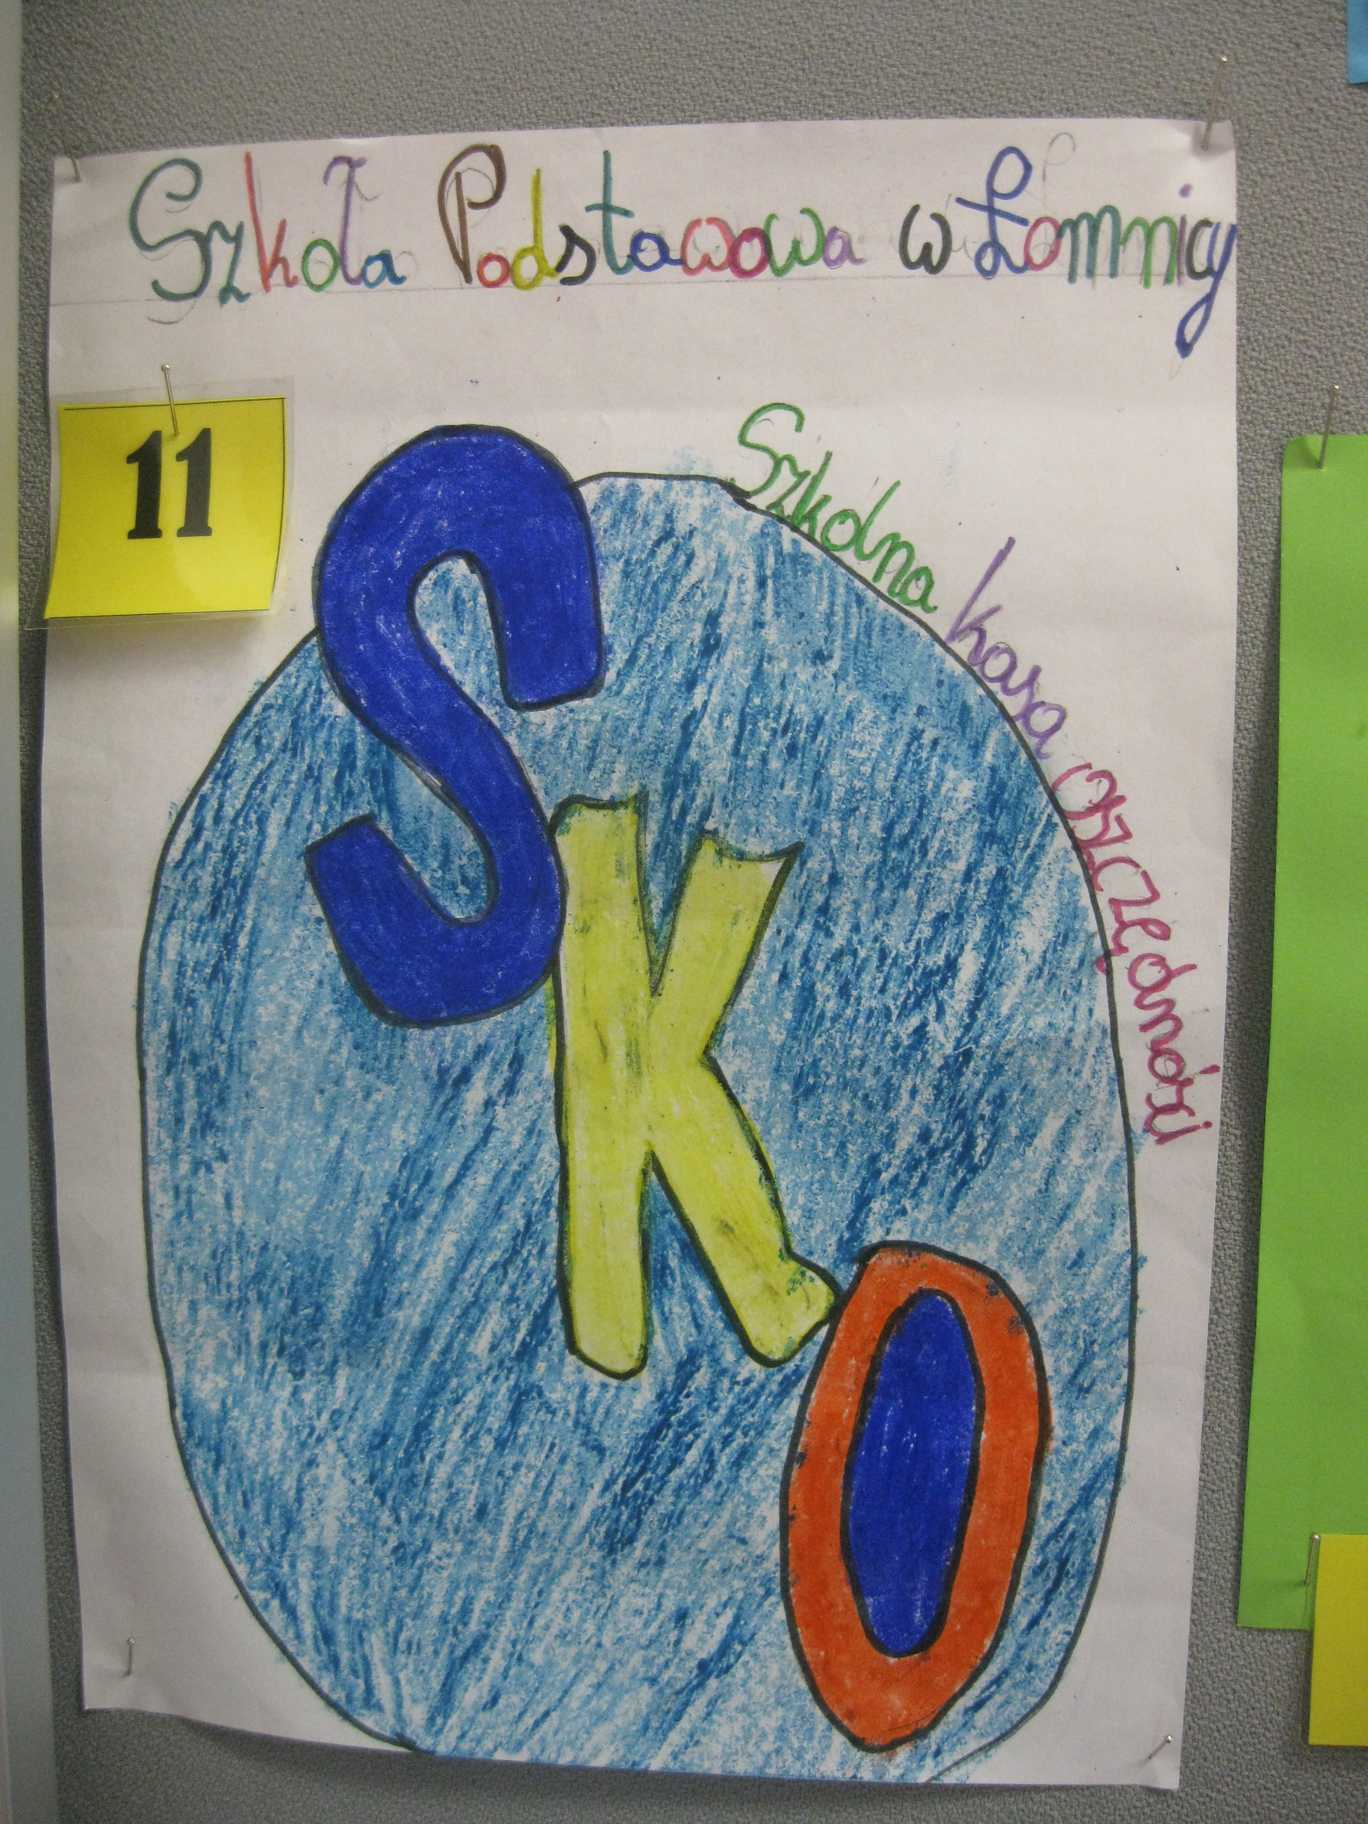 Szkoła Podstawowa w Łomnicy
11
Szkolna kasa oszczędności
SKO